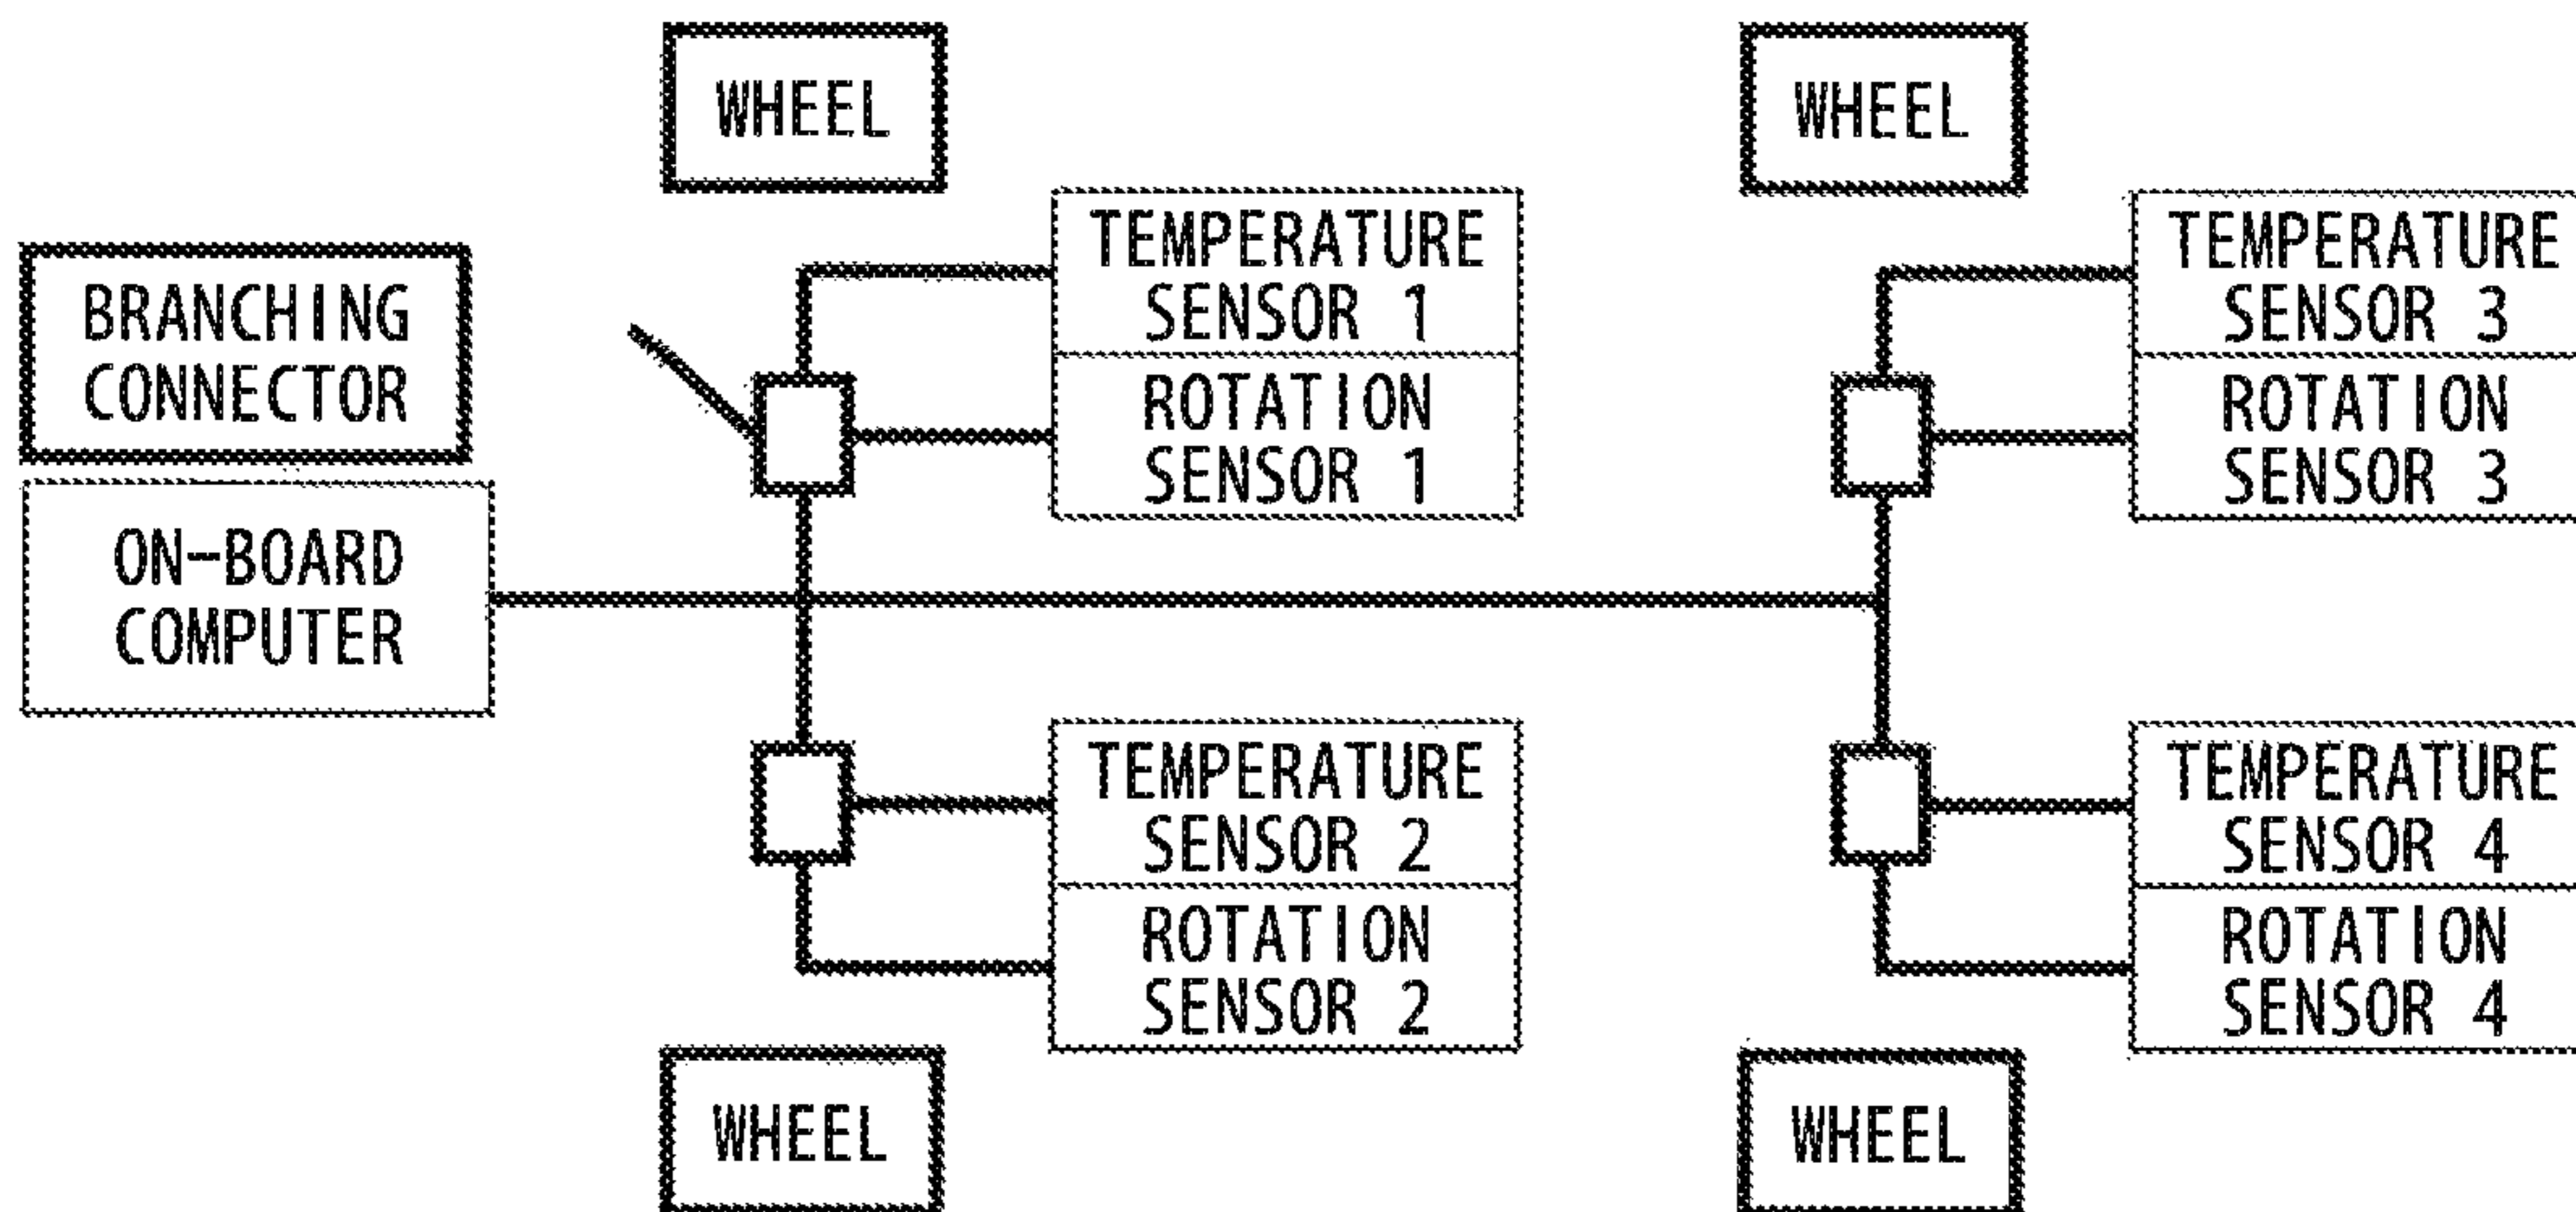 WHEEL
WHEEL
BRANCHING
CONNECTOR
ON-BOARD
COMPUTER
TEMPERATURE
SENSOR 1
ROTATION
SENSOR 1
TEMPERATURE
SENSOR 3
ROTATION
SENSOR 3
TEMPERATURE
SENSOR 2
ROTATION
SENSOR 2
TEMPERATURE
SENSOR 4
ROTATION
SENSOR 4
WHEEL
WHEEL